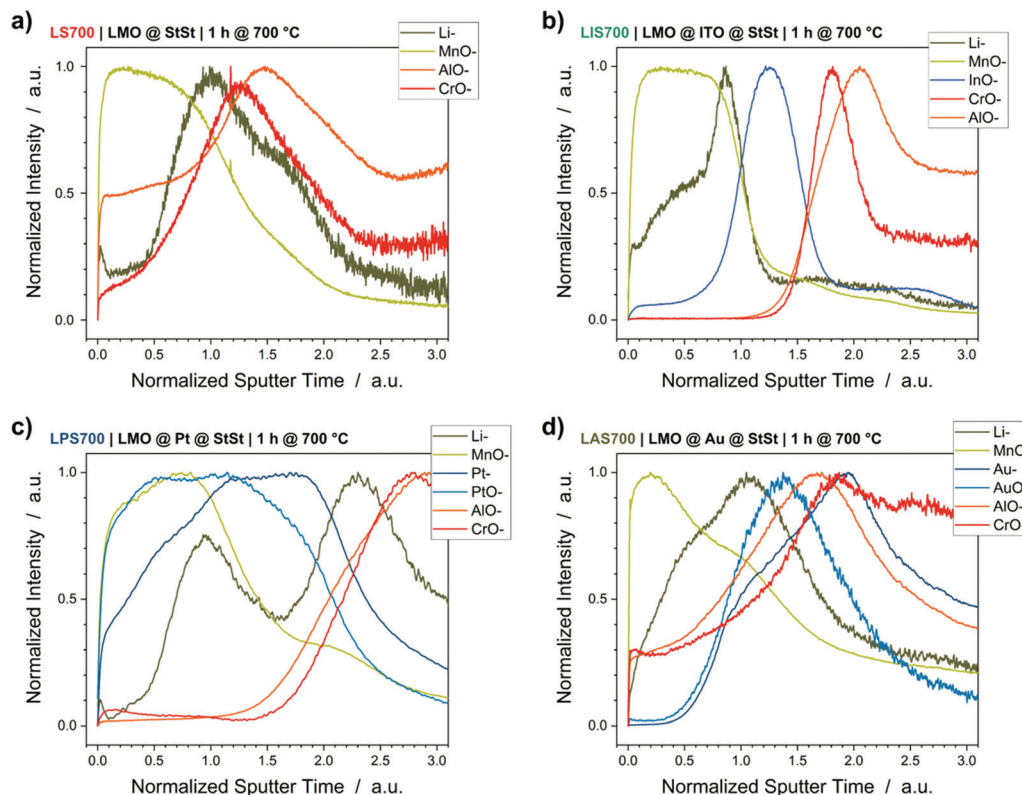 a)
LS700 | LMO @ StSt | 1 h @ 700 °C
Li-
MnO-
AlO-
CrO-
Normalized Intensity / a.u.
1.0
0.5
0.0
0.0 0.5 1.0 1.5 2.0 2.5 3.0
Normalized Sputter Time / a.u.
b)
LIS700 | LMO @ ITO @ StSt | 1 h @ 700 °C
Li-
MnO-
InO-
CrO-
AlO-
Normalized Intensity / a.u.
1.0
0.5
0.0
0.0 0.5 1.0 1.5 2.0 2.5 3.0
Normalized Sputter Time / a.u.
c)
LPS700 | LMO @ Pt @ StSt | 1 h @ 700 °C
Li-
MnO-
Pt-
PtO-
AlO-
CrO-
Normalized Intensity / a.u.
1.0
0.5
0.0
0.0 0.5 1.0 1.5 2.0 2.5 3.0
Normalized Sputter Time / a.u.
d)
LAS700 | LMO @ Au @ StSt | 1 h @ 700 °C
Li-
MnO
Au-
AuO
AlO-
CrO
Normalized Intensity / a.u.
1.0
0.5
0.0
0.0 0.5 1.0 1.5 2.0 2.5 3.0
Normalized Sputter Time / a.u.